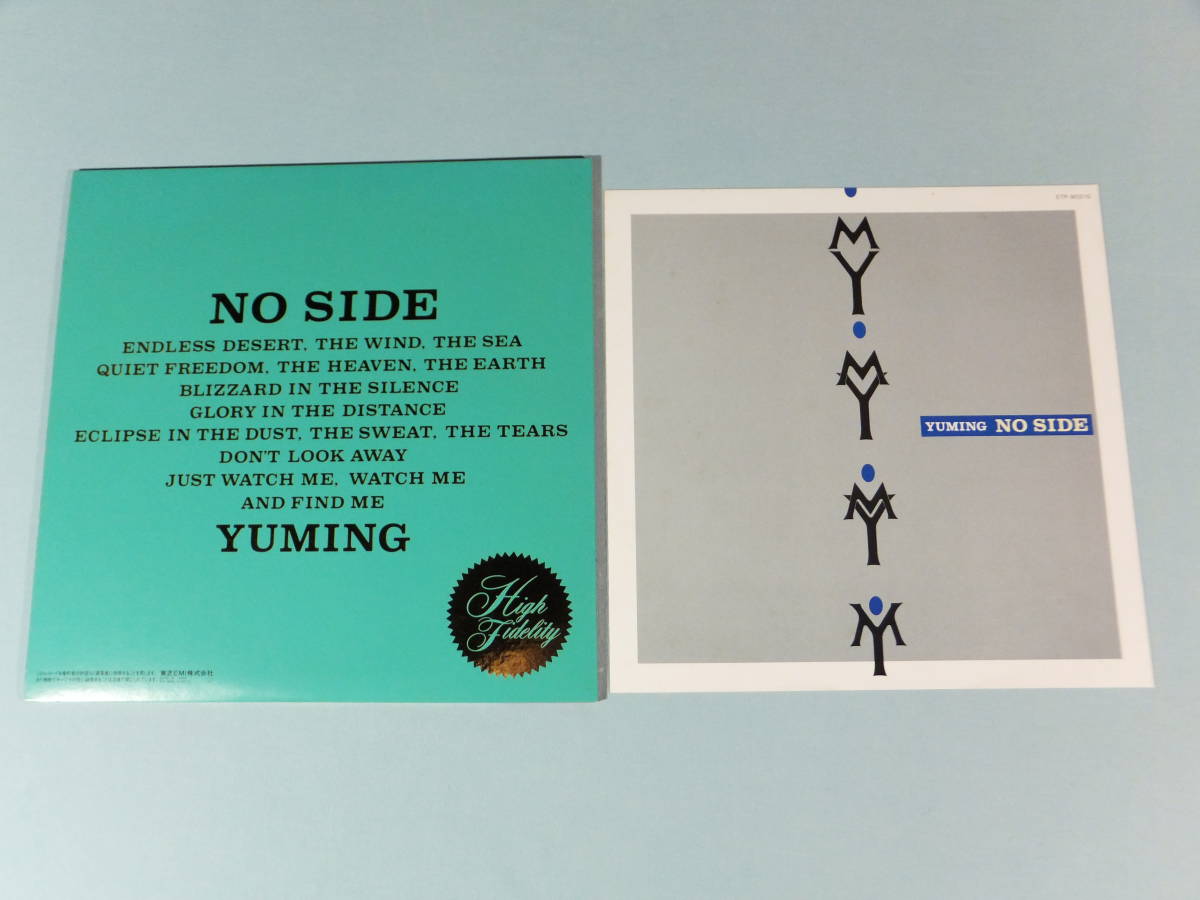 NO SIDE
ENDLESS DESERT, THE WIND, THE SEA
QUIET FREEDOM, THE HEAVEN, THE EARTH
BLIZZARD IN THE SILENCE
GLORY IN THE DISTANCE
ECLIPSE IN THE DUST, THE SWEAT, THE TEARS
DON'T LOOK AWAY
JUST WATCH ME, WATCH ME
AND FIND ME
YUMING
High
Fidelity
東芝EMI株式会社
YUMING NO SIDE